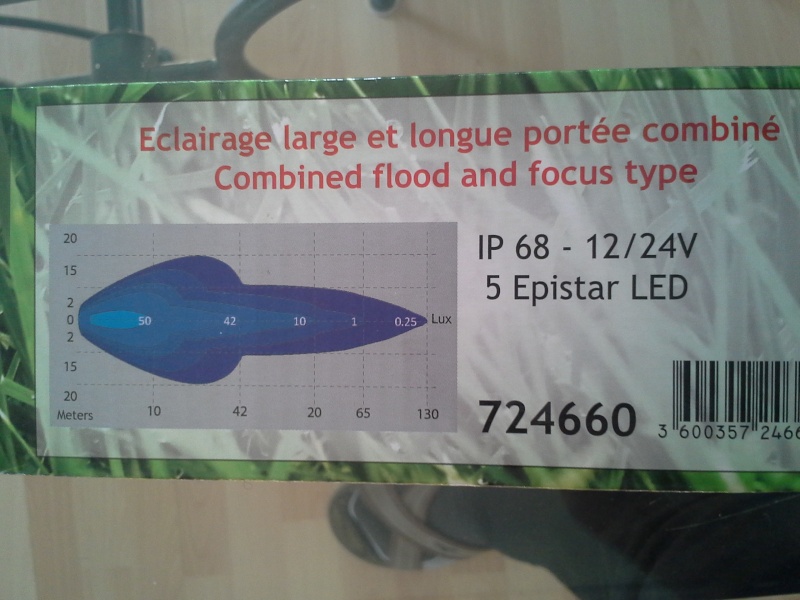 Eclairage large et longue portée combiné
Combined flood and focus type
20
15
2
0
2
15
20
50 42 10 1 0.25 Lux
Meters 10 42 20 65 130
IP 68 - 12/24V
5 Epistar LED
724660
3 600357 2466